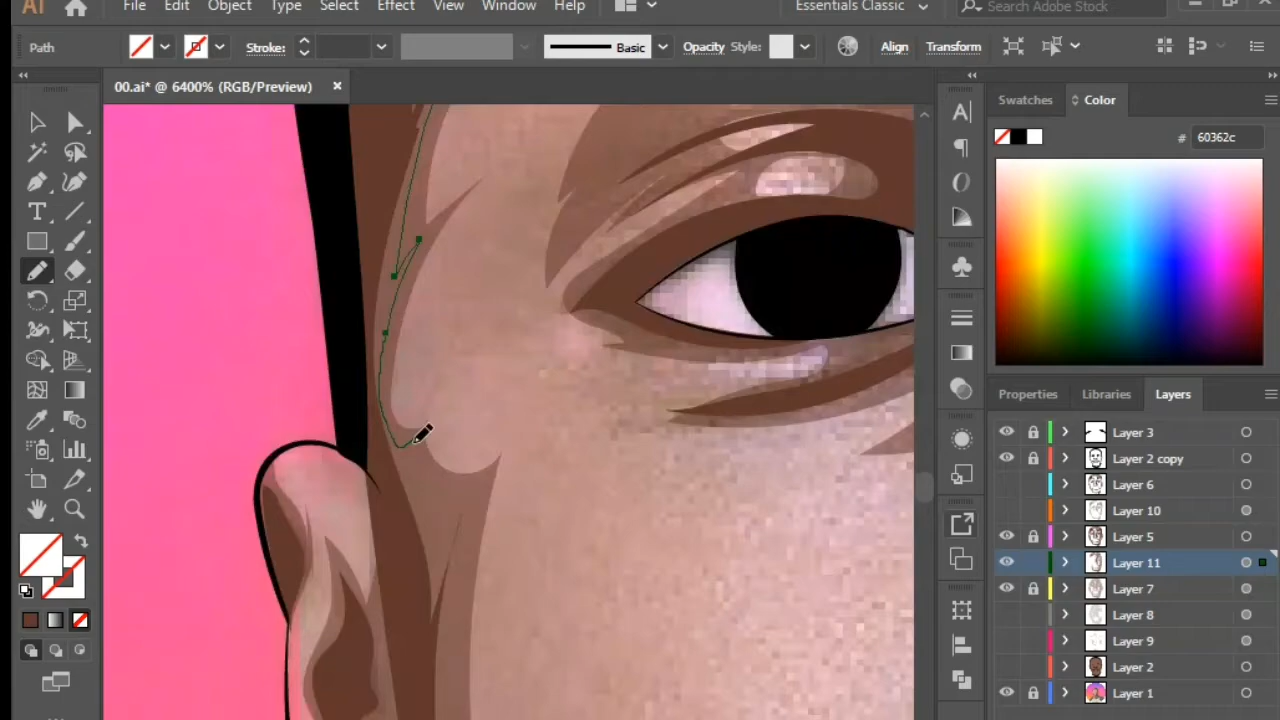 Ai File Edit Object Type Select Effect View Window Help Essentials Classic Search Adobe Stock
Path Stroke: Basic Opacity Style: Align Transform
00.ai* @ 6400% (RGB/Preview)
Swatches Color
# 60362c
Properties Libraries Layers
Layer 3
Layer 2 copy
Layer 6
Layer 10
Layer 5
Layer 11
Layer 7
Layer 8
Layer 9
Layer 2
Layer 1